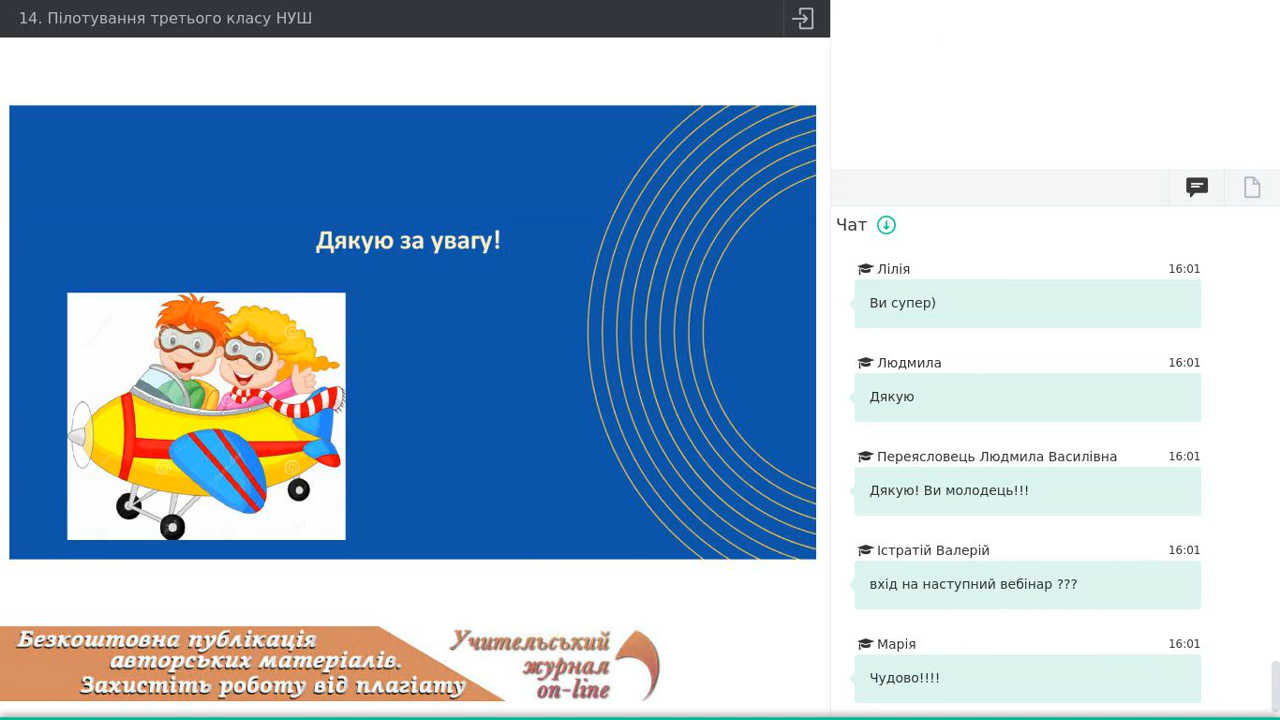 14. Пілотування третього класу НУШ
Дякую за увагу!
Безкоштовна публікація
авторських матеріалів.
Захистіть роботу від плагіату
Учительський
журнал
on-line
Чат
Лілія 16:01
Ви супер)
Людмила 16:01
Дякую
Переясловець Людмила Василівна 16:01
Дякую! Ви молодець!!!
Істратій Валерій 16:01
вхід на наступний вебінар ???
Марія 16:01
Чудово!!!!